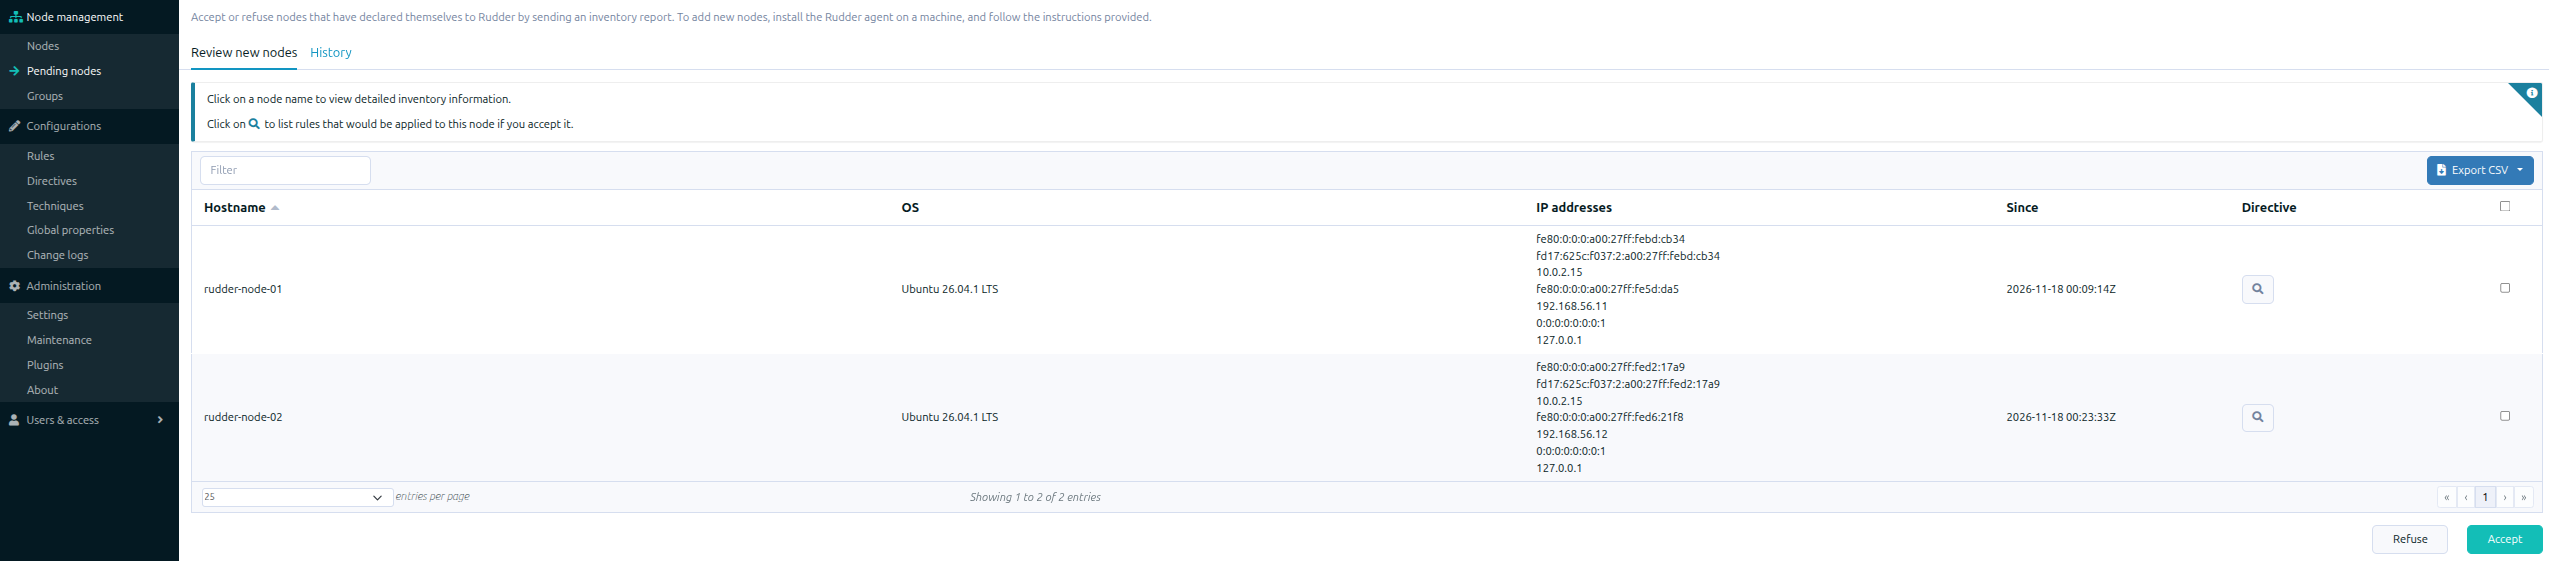 Node management
Nodes
Pending nodes
Groups
Configurations
Rules
Directives
Techniques
Global properties
Change logs
Administration
Settings
Maintenance
Plugins
About
Users & access
Accept or refuse nodes that have declared themselves to Rudder by sending an inventory report. To add new nodes, install the Rudder agent on a machine, and follow the instructions provided.
Review new nodes History
Click on a node name to view detailed inventory information.
Click on to list rules that would be applied to this node if you accept it.
Filter
Export CSV
Hostname OS IP addresses Since Directive
fe80:0:0:0:a00:27ff:febd:cb34
fd17:625c:f037:2:a00:27ff:febd:cb34
10.0.2.15
rudder-node-01 Ubuntu 26.04.1 LTS fe80:0:0:0:a00:27ff:fe5d:da5 2026-11-18 00:09:14Z
192.168.56.11
0:0:0:0:0:0:0:1
127.0.0.1
fe80:0:0:0:a00:27ff:fed2:17a9
fd17:625c:f037:2:a00:27ff:fed2:17a9
10.0.2.15
rudder-node-02 Ubuntu 26.04.1 LTS fe80:0:0:0:a00:27ff:fed6:21f8 2026-11-18 00:23:33Z
192.168.56.12
0:0:0:0:0:0:0:1
127.0.0.1
25 entries per page Showing 1 to 2 of 2 entries « ‹ 1 › »
Refuse Accept